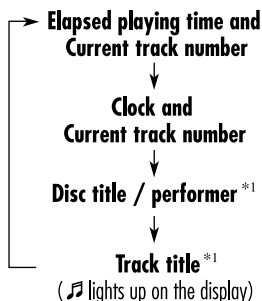 Elapsed playing time and
Current track number
Clock and
Current track number
Disc title / performer *1
Track title *1
(♫ lights up on the display)